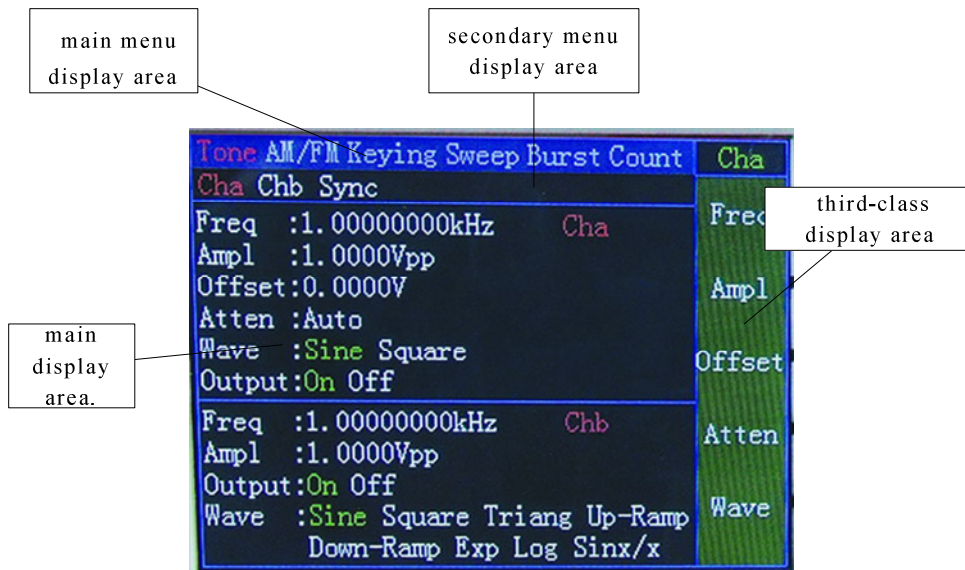 main menu
display area
secondary menu
display area
Tone AM/FM Keying Sweep Burst Count
Cha
Cha Chb Sync
Freq :1.00000000kHz Cha
Ampl :1.0000Vpp
Offset:0.0000V
Atten :Auto
Wave :Sine Square
Output:On Off
Freq :1.00000000kHz Chb
Ampl :1.0000Vpp
Output:On Off
Wave :Sine Square Triang Up-Ramp
Down-Ramp Exp Log Sinx/x
Freq
Ampl
Offset
Atten
Wave
third-class
display area
main
display
area.